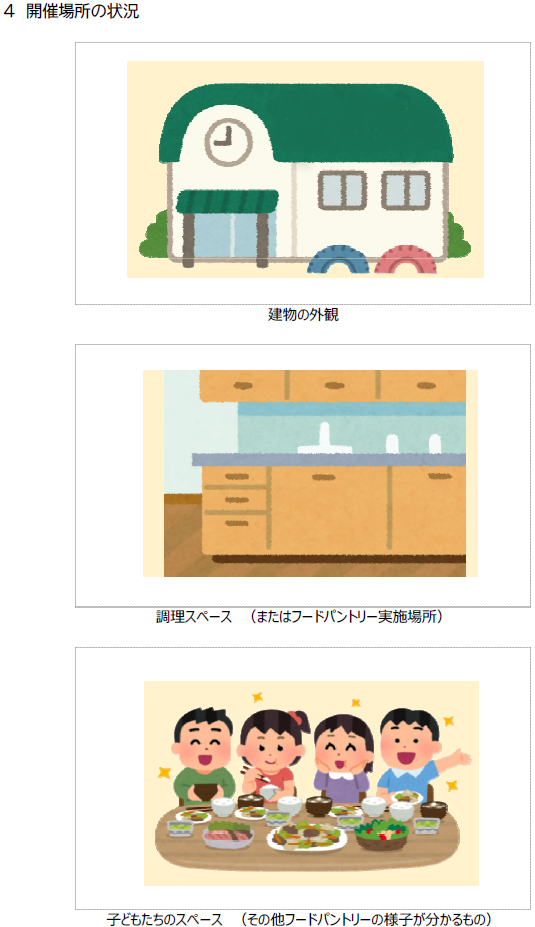 4 開催場所の状況
建物の外観
調理スペース （またはフードパントリー実施場所）
子どもたちのスペース （その他フードパントリーの様子が分かるもの）